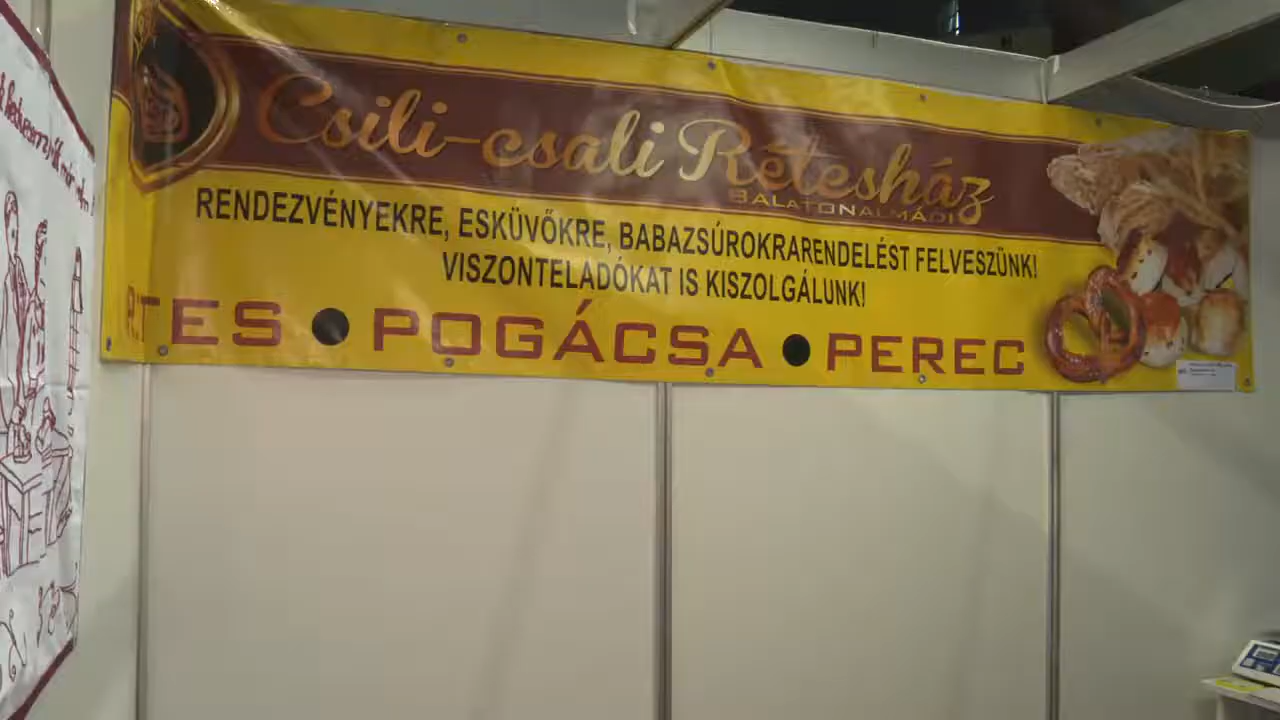 Csili-csali Rétesház
BALATONALMÁDI
RENDEZVÉNYEKRE, ESKÜVŐKRE, BABAZSÚROKRARENDELÉST FELVESZÜNK!
VISZONTELADÓKAT IS KISZOLGÁLUNK!
TES • POGÁCSA • PEREC